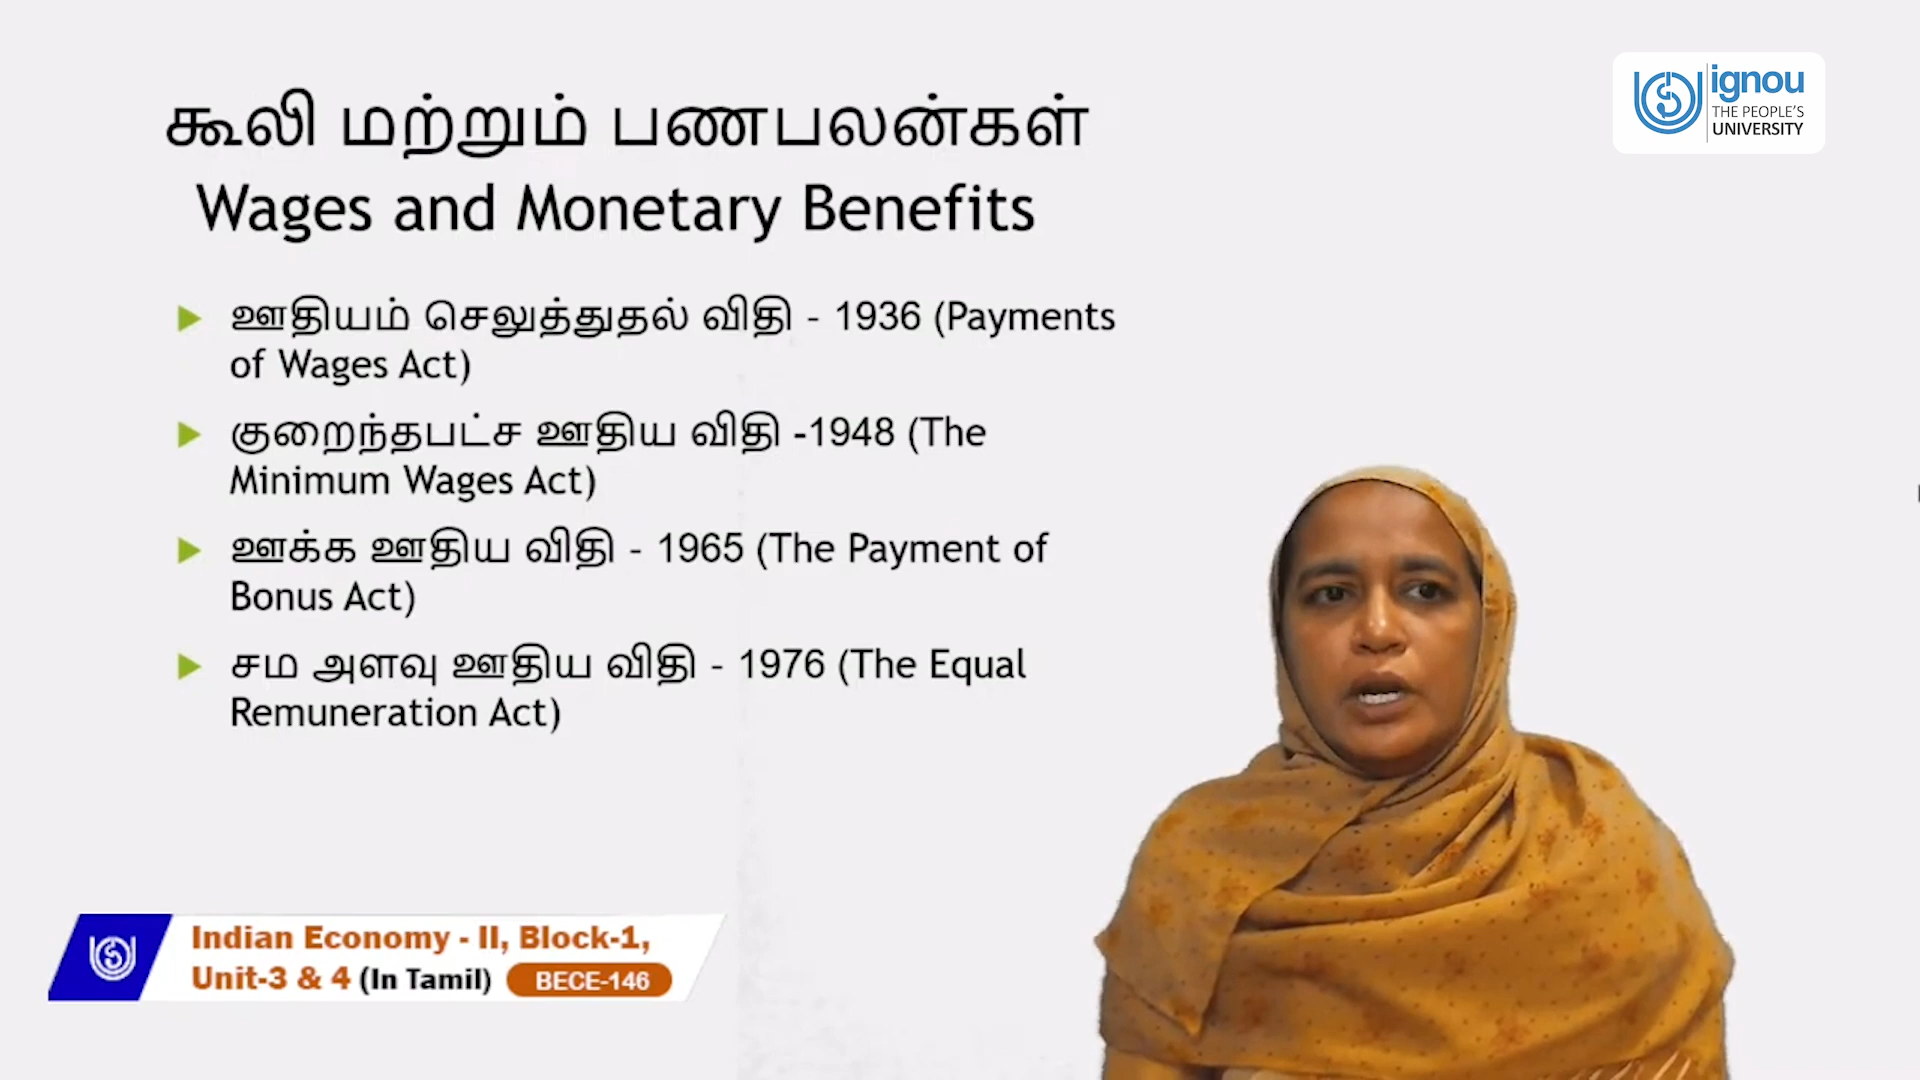 கூலி மற்றும் பணபலன்கள்
Wages and Monetary Benefits
ignou
THE PEOPLE'S
UNIVERSITY
ஊதியம் செலுத்துதல் விதி - 1936 (Payments
of Wages Act)
குறைந்தபட்ச ஊதிய விதி -1948 (The
Minimum Wages Act)
ஊக்க ஊதிய விதி - 1965 (The Payment of
Bonus Act)
சம அளவு ஊதிய விதி - 1976 (The Equal
Remuneration Act)
Indian Economy - II, Block-1,
Unit-3 & 4 (In Tamil) BECE-146